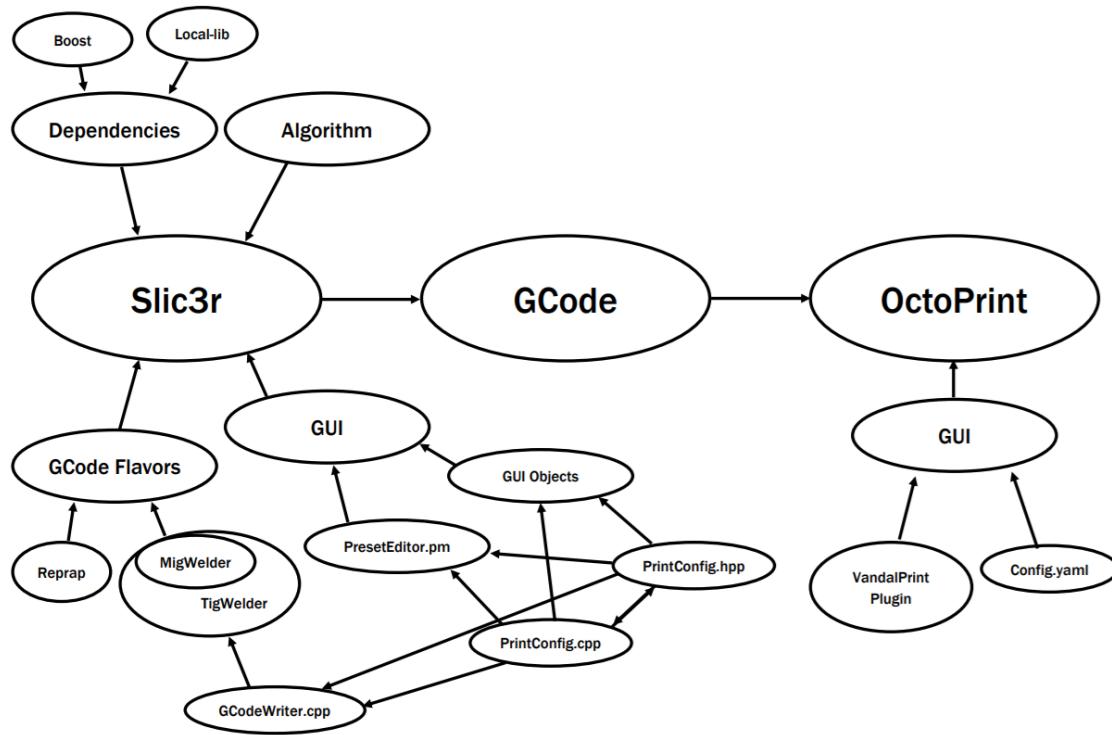 Boost
Local-lib
Dependencies
Algorithm
Slic3r
GCode
OctoPrint
GUI
GUI
GCode Flavors
GUI Objects
PresetEditor.pm
PrintConfig.hpp
MigWelder
Reprap
TigWelder
VandalPrint
Plugin
Config.yaml
PrintConfig.cpp
GCodeWriter.cpp